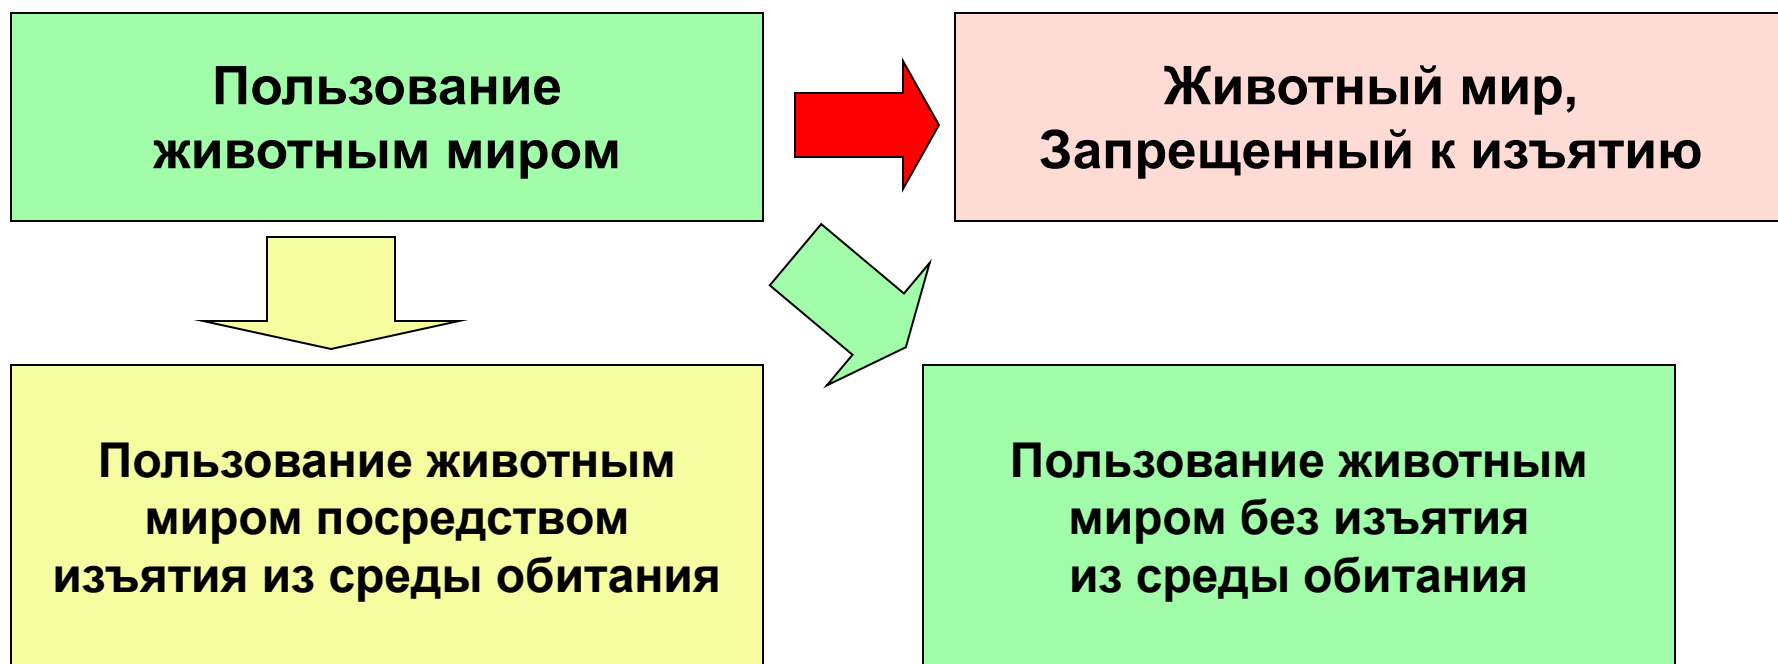 Пользование
животным миром
Животный мир,
Запрещенный к изъятию
Пользование животным
миром посредством
изъятия из среды обитания
Пользование животным
миром без изъятия
из среды обитания